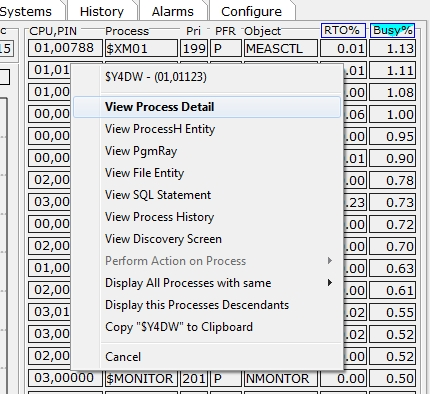 Systems History Alarms Configure
c CPU,PIN Process Pri PFR Object RTO% Busy%
15 01,00788 $XM01 199 P MEASCTL 0.01 1.13
01,01 $Y4DW - (01,01123) .01 1.11
01,00 .00 1.08
00,00 View Process Detail .06 1.00
00,00 View ProcessH Entity .00 0.95
00,00 View PgmRay .01 0.90
02,00 View File Entity .00 0.78
03,00 View SQL Statement .23 0.73
00,00 View Process History .00 0.72
02,00 View Discovery Screen .00 0.70
01,00 Perform Action on Process .00 0.63
02,00 Display All Processes with same .00 0.61
03,01 Display this Processes Descendants .02 0.55
03,00 Copy "$Y4DW" to Clipboard .02 0.52
02,00 Cancel .00 0.52
03,00000 $MONITOR 201 P NMONTOR 0.00 0.50